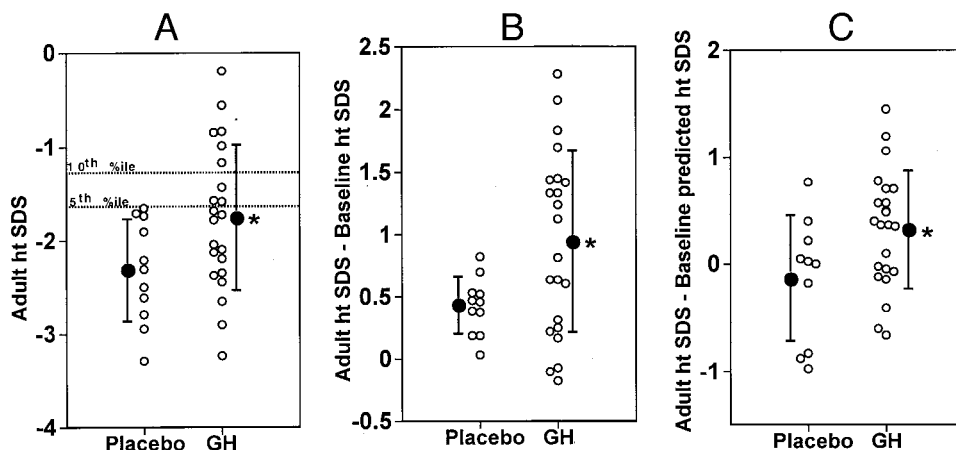 A
Adult ht SDS
0
-1
-2
-3
-4
10th %ile
5th %ile
*
Placebo
GH
B
Adult ht SDS - Baseline ht SDS
2.5
2
1.5
1
0.5
0
-0.5
*
Placebo
GH
C
Adult ht SDS - Baseline predicted ht SDS
2
1
0
-1
*
Placebo
GH